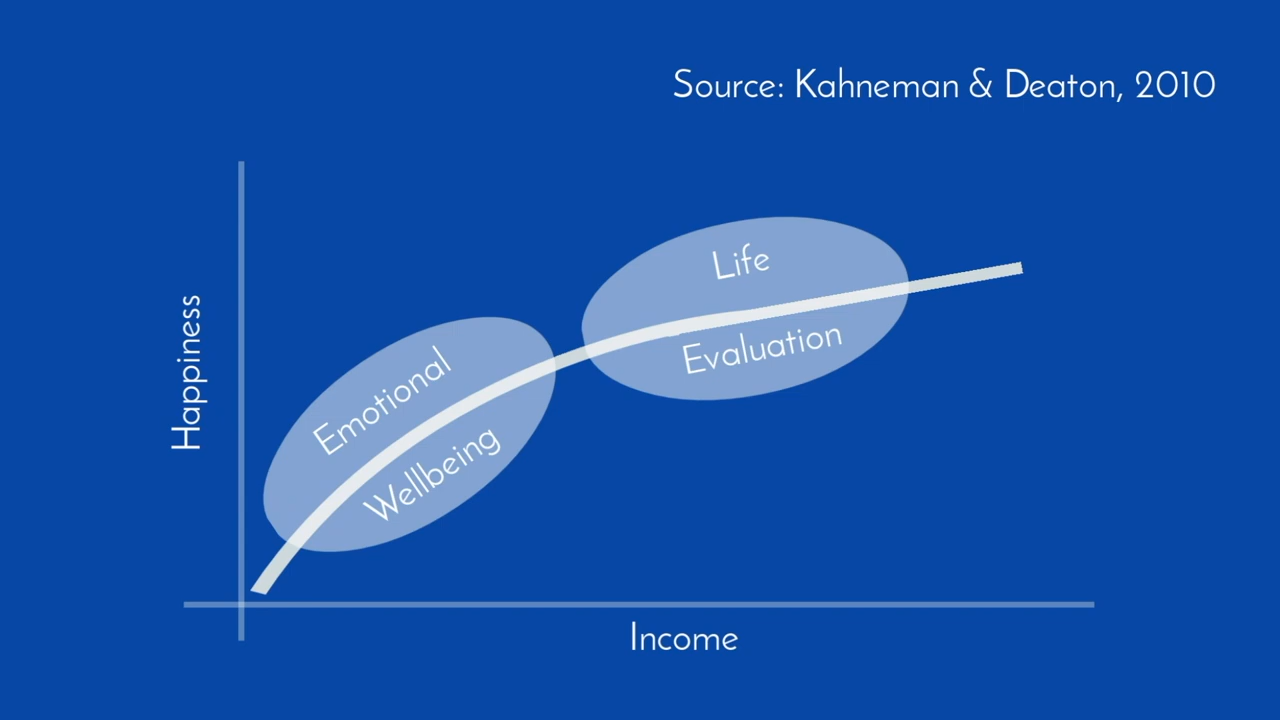 Source: Kahneman & Deaton, 2010
Happiness
Emotional
Wellbeing
Life
Evaluation
Income